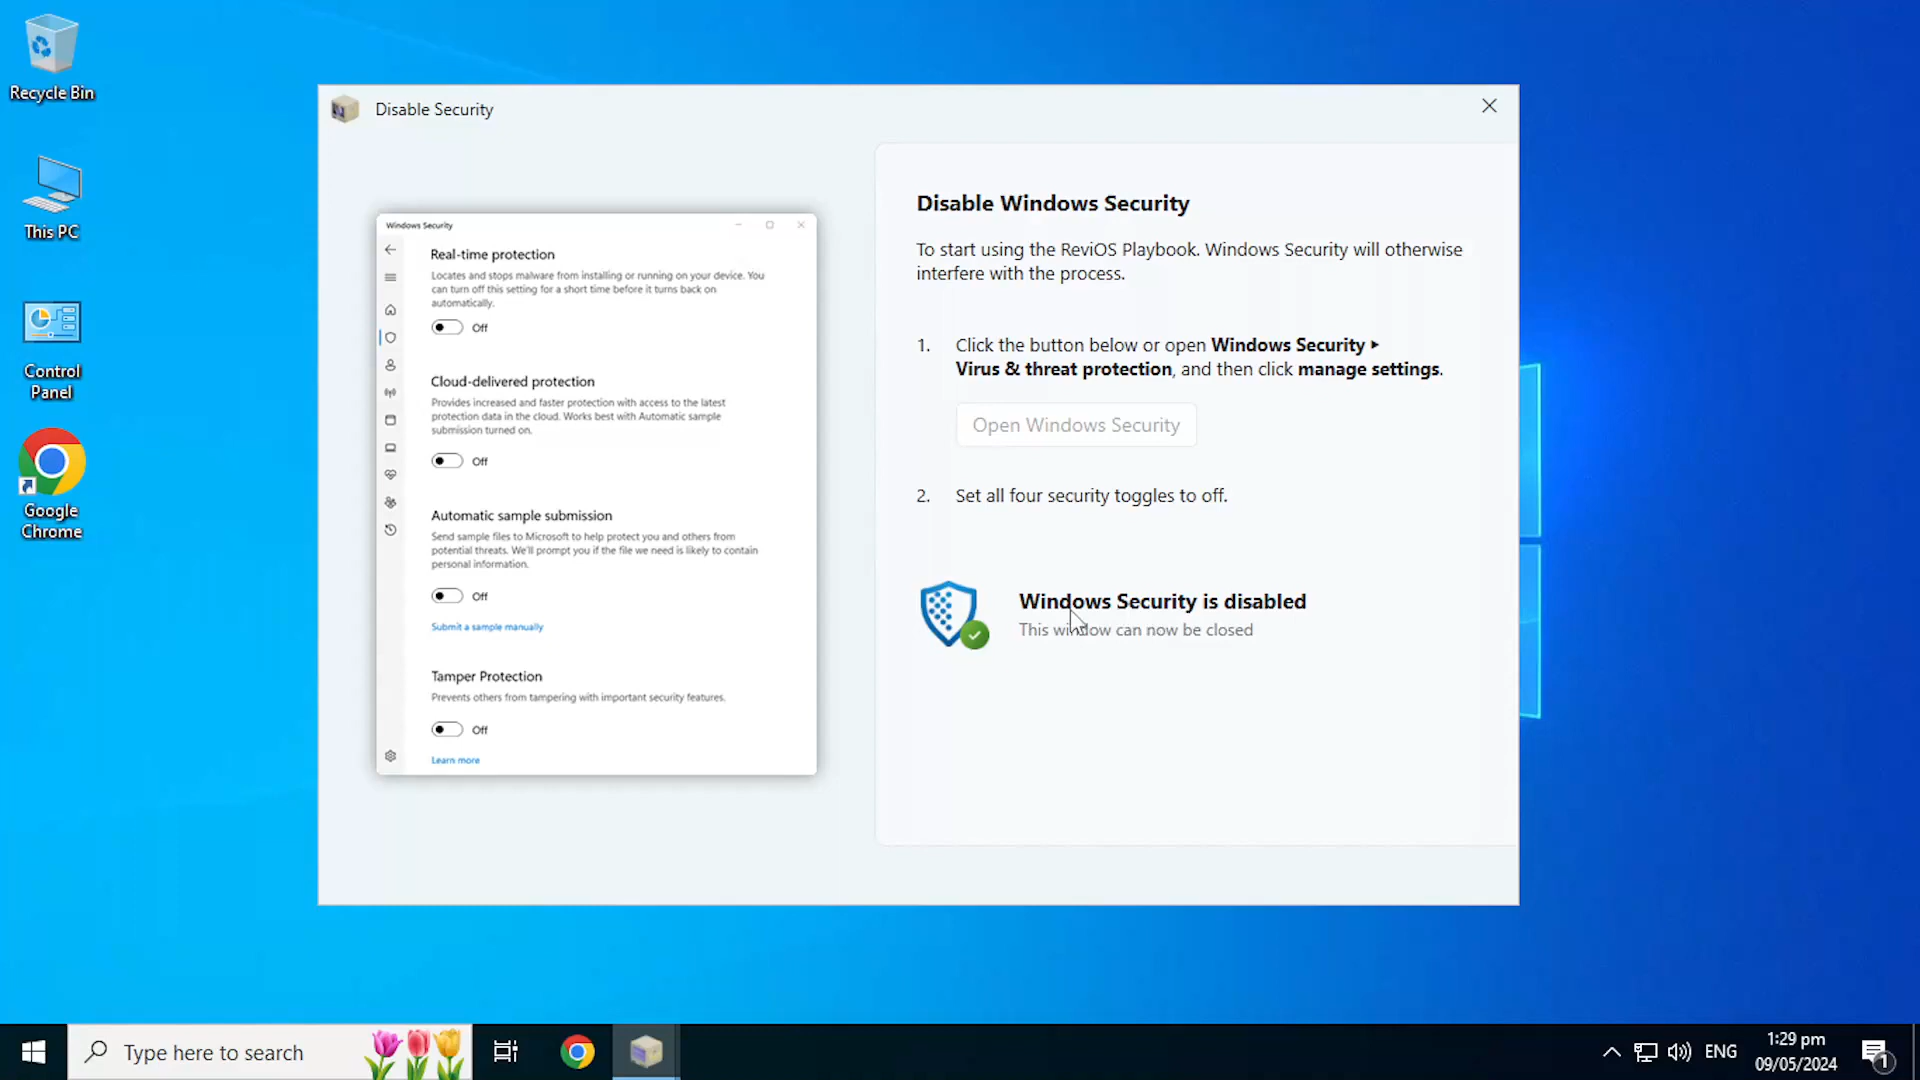 Recycle Bin
This PC
Control
Panel
Google
Chrome
Disable Security
Windows Security
Real-time protection
Locates and stops malware from installing or running on your device. You
can turn off this setting for a short time before it turns back on
automatically.
Off
Cloud-delivered protection
Provides increased and faster protection with access to the latest
protection data in the cloud. Works best with Automatic sample
submission turned on.
Off
Automatic sample submission
Send sample files to Microsoft to help protect you and others from
potential threats. We'll prompt you if the file we need is likely to contain
personal information.
Off
Submit a sample manually
Tamper Protection
Prevents others from tampering with important security features.
Off
Learn more
Disable Windows Security
To start using the ReviOS Playbook. Windows Security will otherwise
interfere with the process.
1. Click the button below or open Windows Security ▸
Virus & threat protection, and then click manage settings.
Open Windows Security
2. Set all four security toggles to off.
Windows Security is disabled
This window can now be closed
Type here to search
ENG
1:29 pm
09/05/2024
1